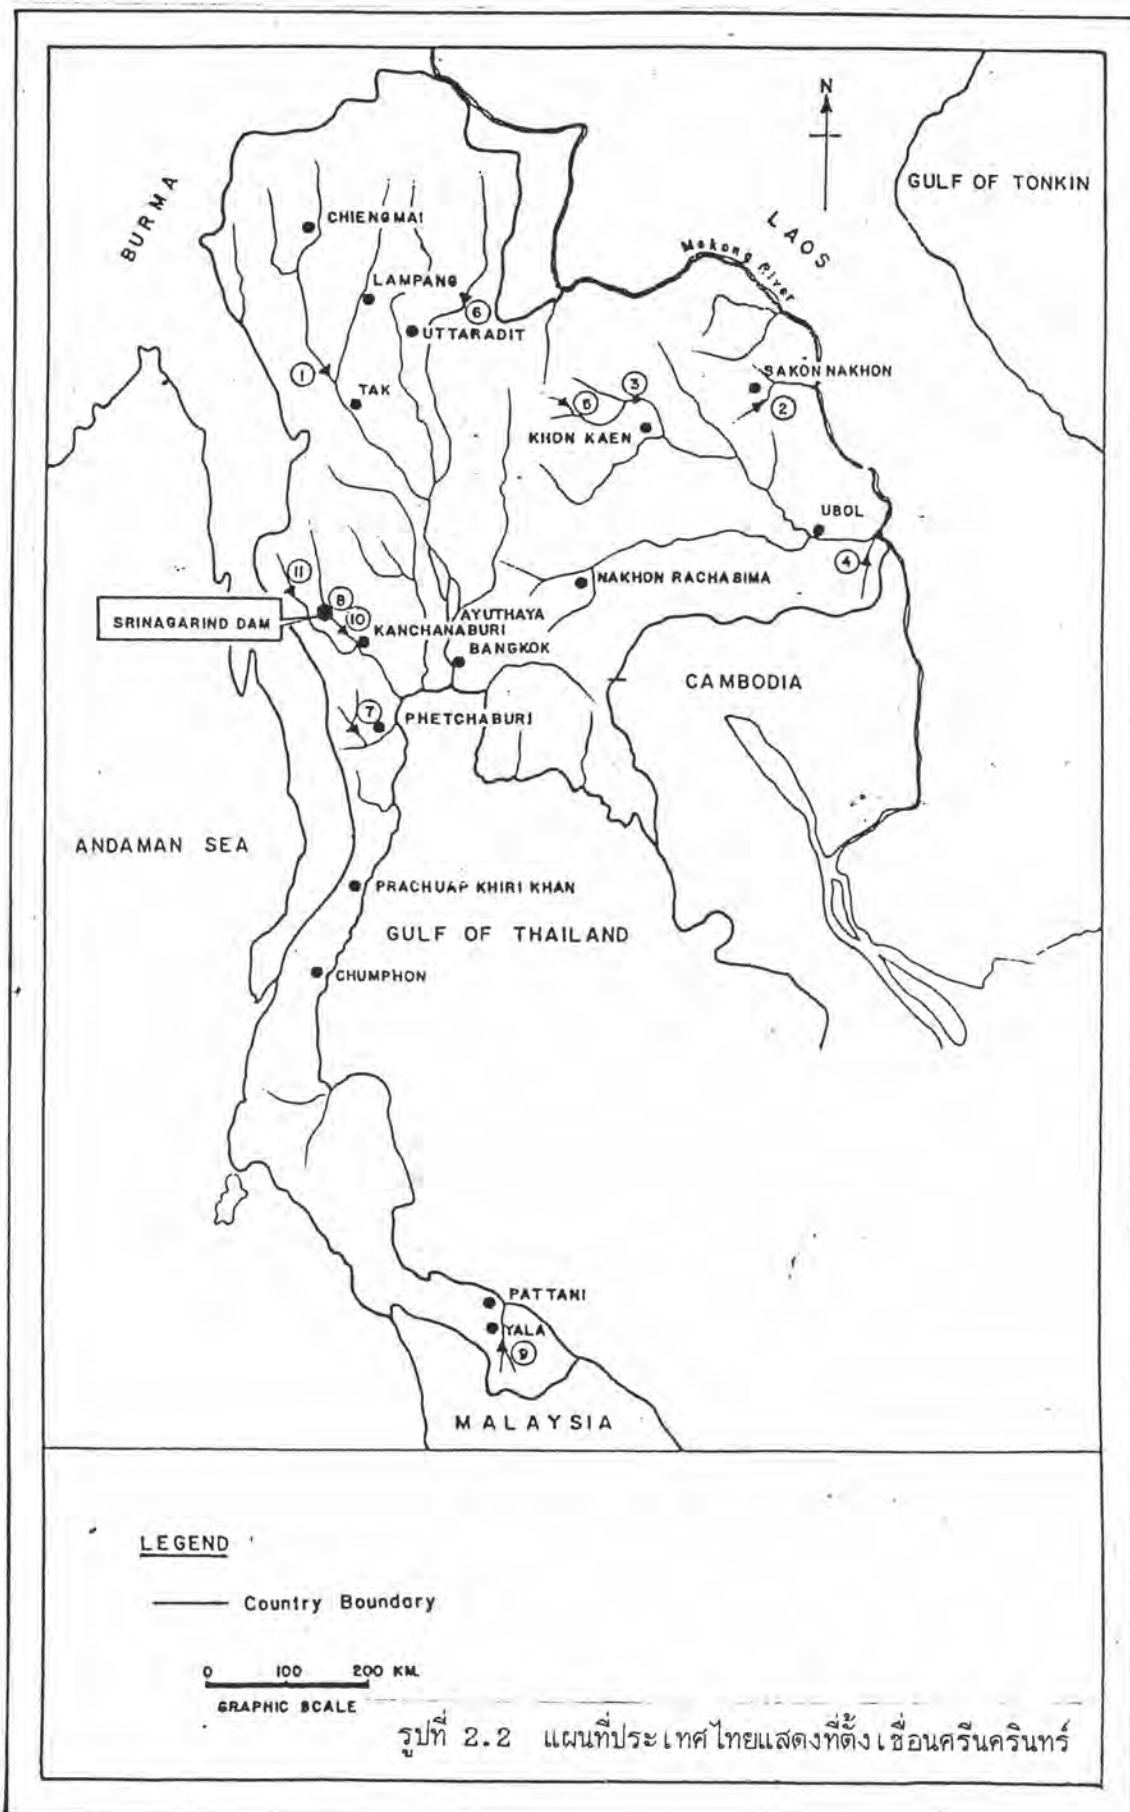 N
GULF OF TONKIN
BURMA
LAOS
CHIENGMAI
Mekong River
LAMPANG
6
UTTARADIT
1
TAK
SAKON NAKHON
3
5
2
KHON KAEN
UBOL
4
11
NAKHON RACHASIMA
8
SRINAGARIND DAM
10
AYUTHAYA
KANCHANABURI
BANGKOK
CAMBODIA
7
PHETCHABURI
ANDAMAN SEA
PRACHUAP KHIRI KHAN
GULF OF THAILAND
CHUMPHON
PATTANI
YALA
9
MALAYSIA
LEGEND
Country Boundary
0 100 200 KM.
GRAPHIC SCALE
รูปที่ 2.2 แผนที่ประเทศไทยแสดงที่ตั้งเขื่อนศรีนครินทร์